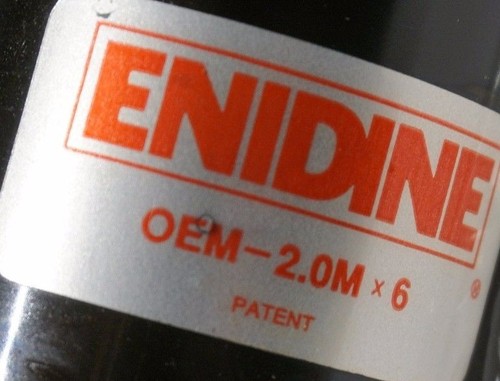 ENIDINE
®
OEM-2.0M x 6
PATENT